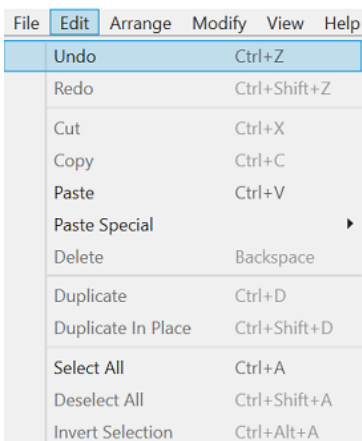 File Edit Arrange Modify View Help
Undo Ctrl+Z
Redo Ctrl+Shift+Z
Cut Ctrl+X
Copy Ctrl+C
Paste Ctrl+V
Paste Special
Delete Backspace
Duplicate Ctrl+D
Duplicate In Place Ctrl+Shift+D
Select All Ctrl+A
Deselect All Ctrl+Shift+A
Invert Selection Ctrl+Alt+A